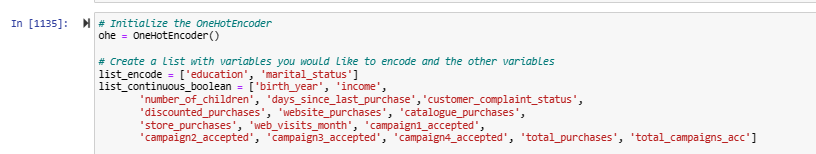 In [1135]:
# Initialize the OneHotEncoder
ohe = OneHotEncoder()
# Create a list with variables you would like to encode and the other variables
list_encode = ['education', 'marital_status']
list_continuous_boolean = ['birth_year', 'income',
'number_of_children', 'days_since_last_purchase','customer_complaint_status',
'discounted_purchases', 'website_purchases', 'catalogue_purchases',
'store_purchases', 'web_visits_month', 'campaign1_accepted',
'campaign2_accepted', 'campaign3_accepted', 'campaign4_accepted', 'total_purchases', 'total_campaigns_acc']